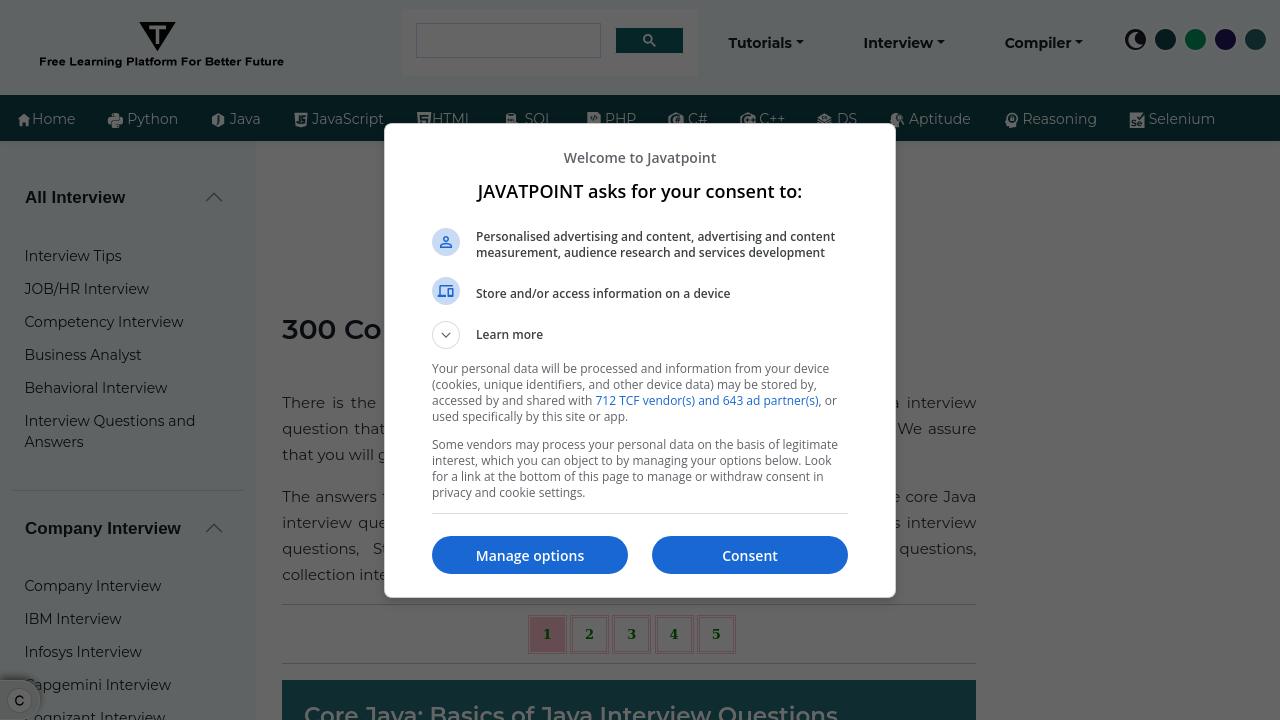 Free Learning Platform For Better Future
Tutorials
Interview
Compiler
Home
Python
Java
JavaScript
HTML
SQL
PHP
C#
C++
DS
Aptitude
Reasoning
Selenium
All Interview
Interview Tips
JOB/HR Interview
Competency Interview
Business Analyst
Behavioral Interview
Interview Questions and
Answers
Company Interview
Company Interview
IBM Interview
Infosys Interview
Capgemini Interview
Cognizant Interview
C
300 Co
There is the
interview
question that
We assure
that you will g
The answers
core Java
interview que
interview
questions, St
questions,
collection inte
Welcome to Javatpoint
JAVATPOINT asks for your consent to:
Personalised advertising and content, advertising and content
measurement, audience research and services development
Store and/or access information on a device
Learn more
Your personal data will be processed and information from your device
(cookies, unique identifiers, and other device data) may be stored by,
accessed by and shared with 712 TCF vendor(s) and 643 ad partner(s), or
used specifically by this site or app.
Some vendors may process your personal data on the basis of legitimate
interest, which you can object to by managing your options below. Look
for a link at the bottom of this page to manage or withdraw consent in
privacy and cookie settings.
Manage options
Consent
1 2 3 4 5
Core Java: Basics of Java Interview Questions